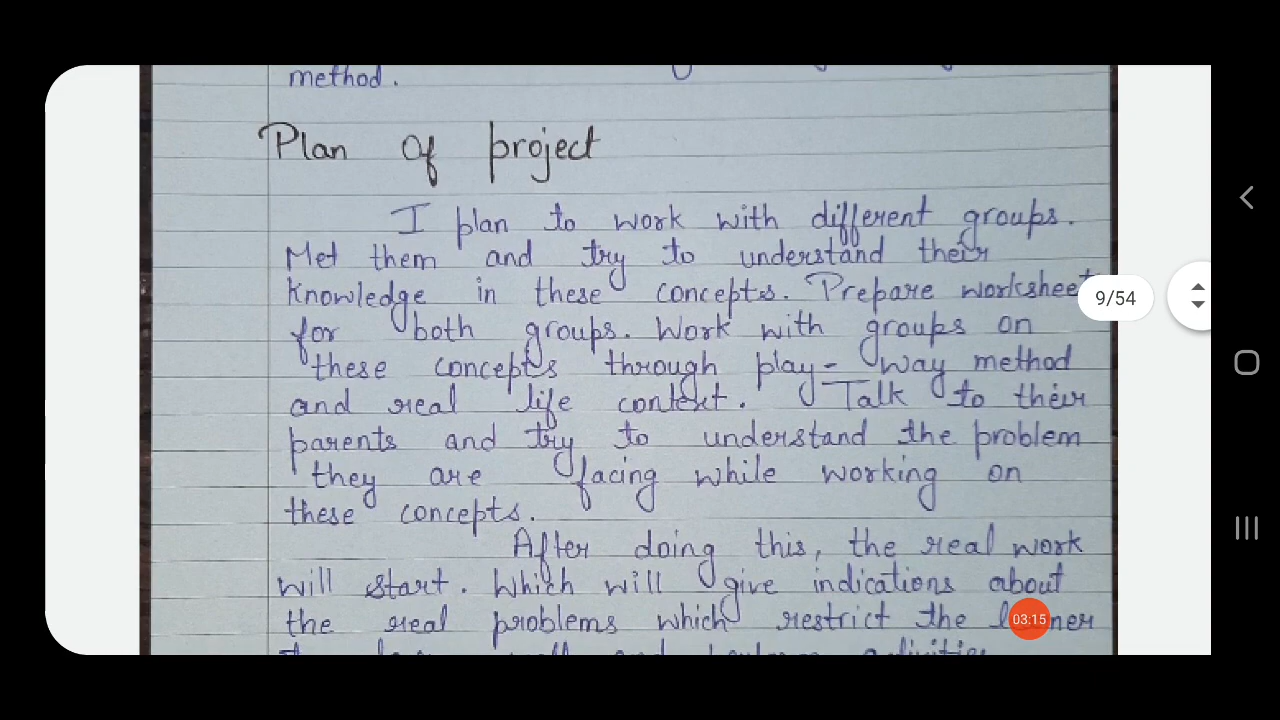 method.
Plan of project
I plan to work with different groups.
Met them and try to understand their
knowledge in these concepts. Prepare worksheet
9/54
for both groups. Work with groups on
these concepts through play-way method
and real life context. Talk to their
parents and try to understand the problem
they are facing while working on
these concepts.
After doing this, the real work
will start. Which will give indications about
the real problems which restrict the
03:15